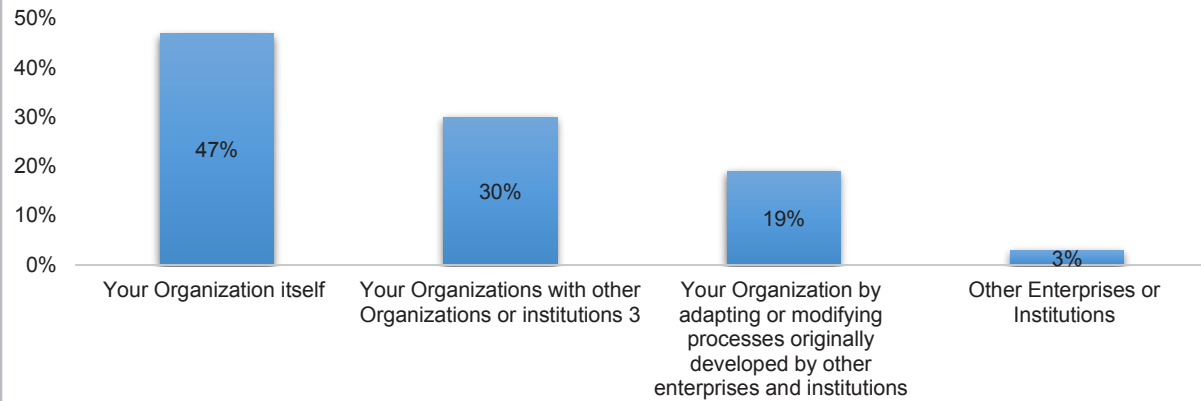 50%
40%
30%
20%
10%
0%
47%
30%
19%
3%
Your Organization itself
Your Organizations with other
Organizations or institutions 3
Your Organization by
adapting or modifying
processes originally
developed by other
enterprises and institutions
Other Enterprises or
Institutions